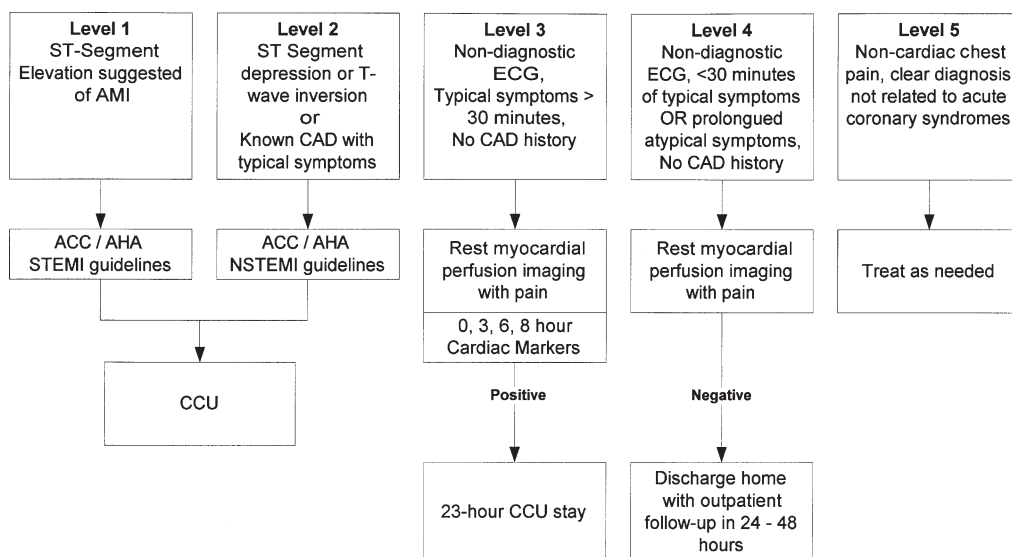 Level 1
ST-Segment
Elevation suggested
of AMI
Level 2
ST Segment
depression or T-
wave inversion
or
Known CAD with
typical symptoms
Level 3
Non-diagnostic
ECG,
Typical symptoms >
30 minutes,
No CAD history
Level 4
Non-diagnostic
ECG, <30 minutes
of typical symptoms
OR prolongued
atypical symptoms,
No CAD history
Level 5
Non-cardiac chest
pain, clear diagnosis
not related to acute
coronary syndromes
ACC / AHA
STEMI guidelines
ACC / AHA
NSTEMI guidelines
Rest myocardial
perfusion imaging
with pain
0, 3, 6, 8 hour
Cardiac Markers
Rest myocardial
perfusion imaging
with pain
Treat as needed
CCU
Positive
Negative
23-hour CCU stay
Discharge home
with outpatient
follow-up in 24 - 48
hours